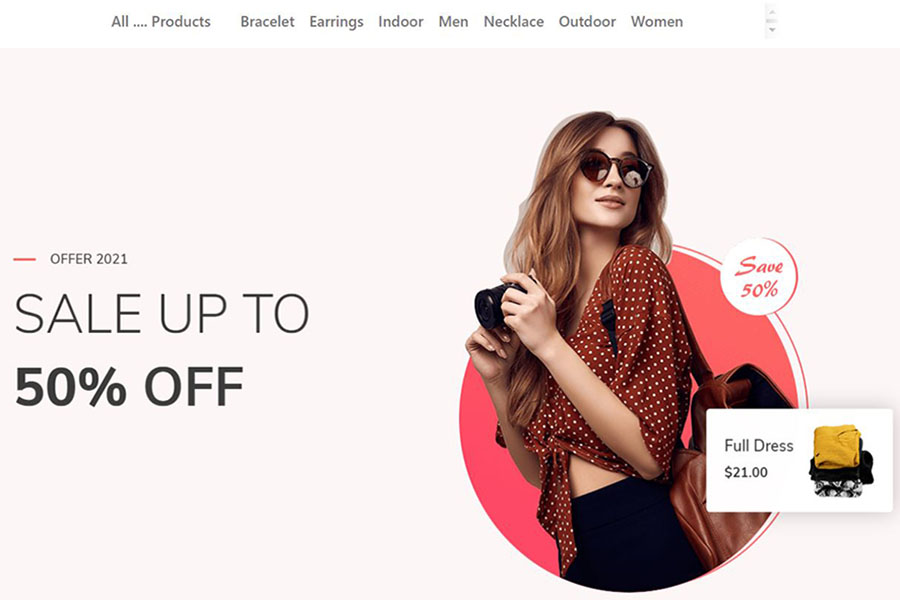 All .... Products Bracelet Earrings Indoor Men Necklace Outdoor Women
OFFER 2021
SALE UP TO
50% OFF
Save
50%
Full Dress
$21.00